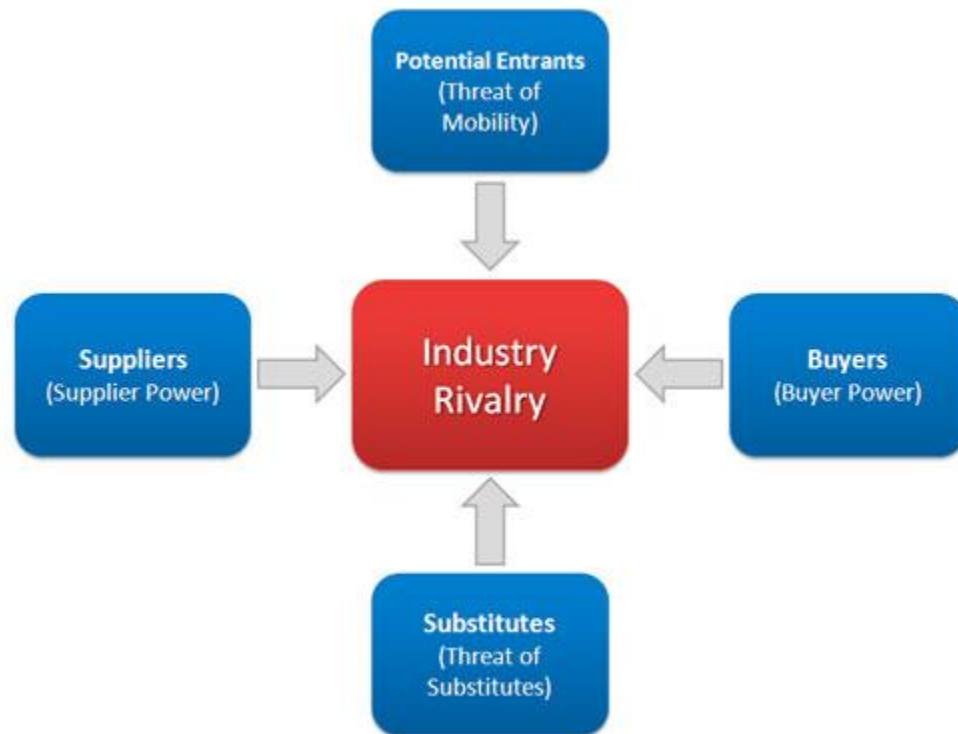 Potential Entrants
(Threat of
Mobility)
Suppliers
(Supplier Power)
Industry
Rivalry
Buyers
(Buyer Power)
Substitutes
(Threat of
Substitutes)